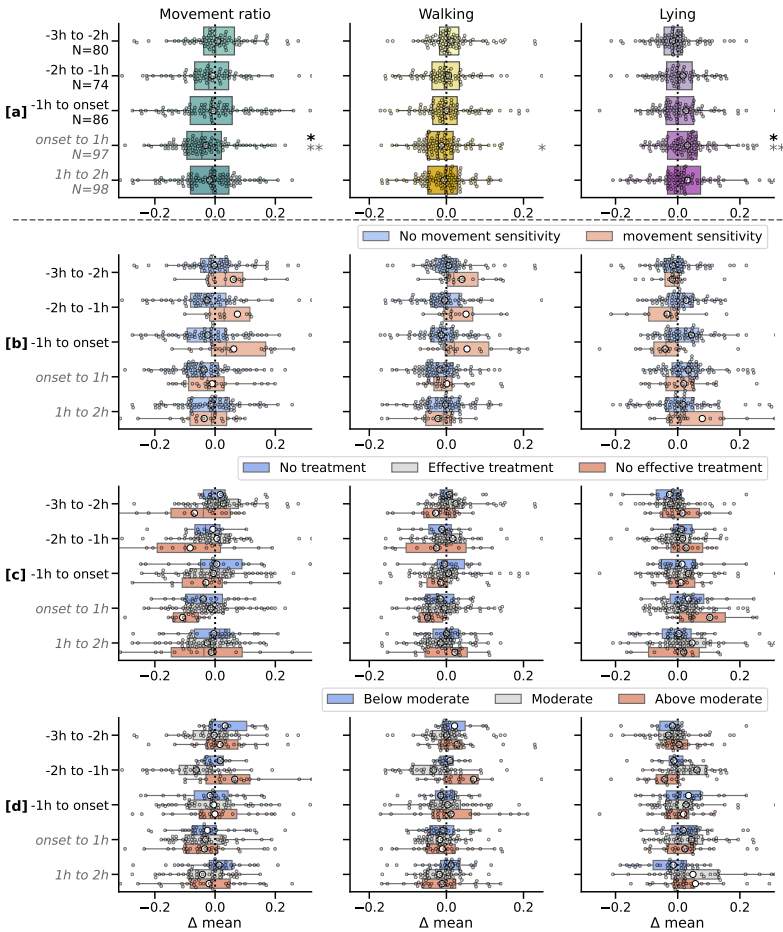 Movement ratio Walking Lying
[a]
-3h to -2h
N=80
-2h to -1h
N=74
-1h to onset
N=86
onset to 1h
N=97
1h to 2h
N=98
*
**
*
*
**
−0.2 0.0 0.2 −0.2 0.0 0.2 −0.2 0.0 0.2
No movement sensitivity movement sensitivity
[b]
-3h to -2h
-2h to -1h
-1h to onset
onset to 1h
1h to 2h
−0.2 0.0 0.2 −0.2 0.0 0.2 −0.2 0.0 0.2
No treatment Effective treatment No effective treatment
[c]
-3h to -2h
-2h to -1h
-1h to onset
onset to 1h
1h to 2h
−0.2 0.0 0.2 −0.2 0.0 0.2 −0.2 0.0 0.2
Below moderate Moderate Above moderate
[d]
-3h to -2h
-2h to -1h
-1h to onset
onset to 1h
1h to 2h
−0.2 0.0 0.2 −0.2 0.0 0.2 −0.2 0.0 0.2
Δ mean Δ mean Δ mean